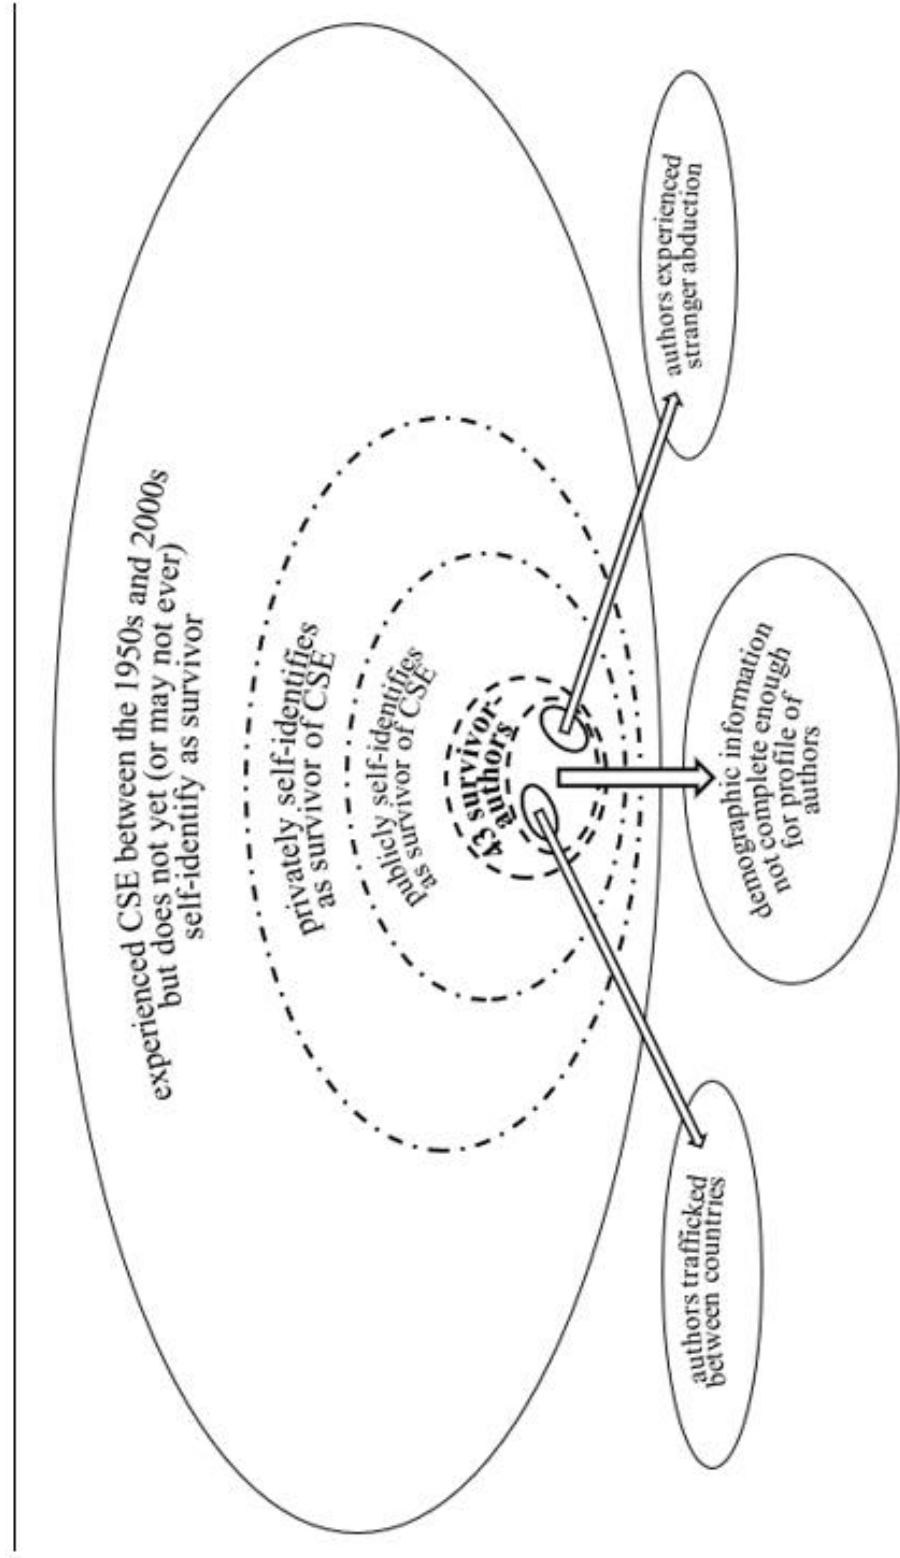 experienced CSE between the 1950s and 2000s
but does not yet (or may not ever)
self-identify as survivor
privately self-identifies
as survivor of CSE
publicly self-identifies
as survivor of CSE
43 survivor-
authors
authors trafficked
between countries
demographic information
not complete enough
for profile of
authors
authors experienced
stranger abduction